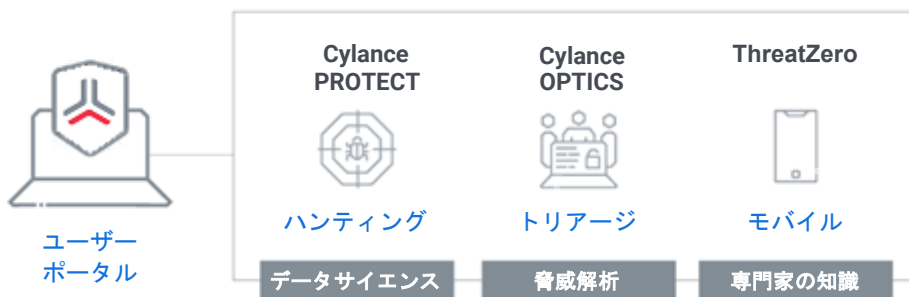 Cylance
PROTECT
Cylance
OPTICS
ThreatZero
ハンティング
トリアージ
モバイル
ユーザー
ポータル
データサイエンス
脅威解析
専門家の知識